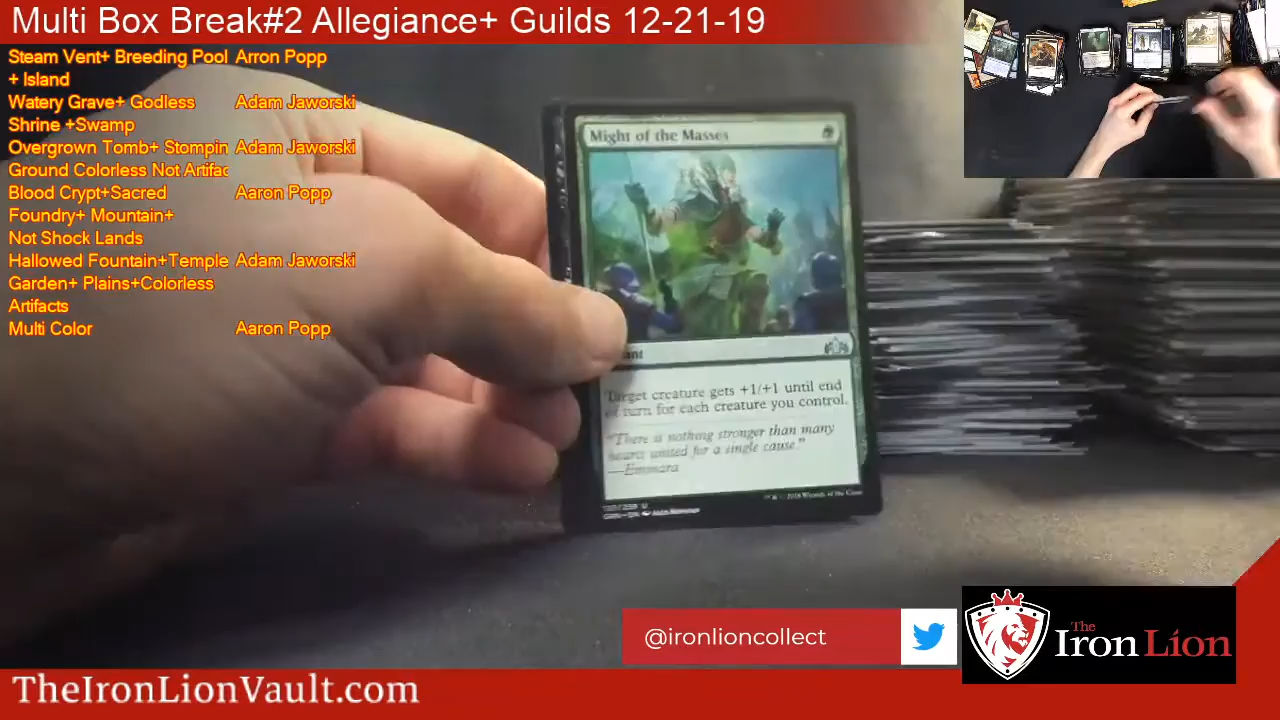 Multi Box Break#2 Allegiance+ Guilds 12-21-19
Steam Vent+ Breeding Pool Arron Popp
+ Island
Watery Grave+ Godless Adam Jaworski
Shrine +Swamp
Overgrown Tomb+ Stompin Adam Jaworski
Ground Colorless Not Artifac
Blood Crypt+Sacred Aaron Popp
Foundry+ Mountain+
Not Shock Lands
Hallowed Fountain+Temple Adam Jaworski
Garden+ Plains+Colorless
Artifacts
Multi Color Aaron Popp
Might of the Masses
Target creature gets +1/+1 until end
of turn for each creature you control.
"There is nothing stronger than many
hearts united for a single cause."
—Emmara
@ironlioncollect
The
Iron Lion
TheIronLionVault.com